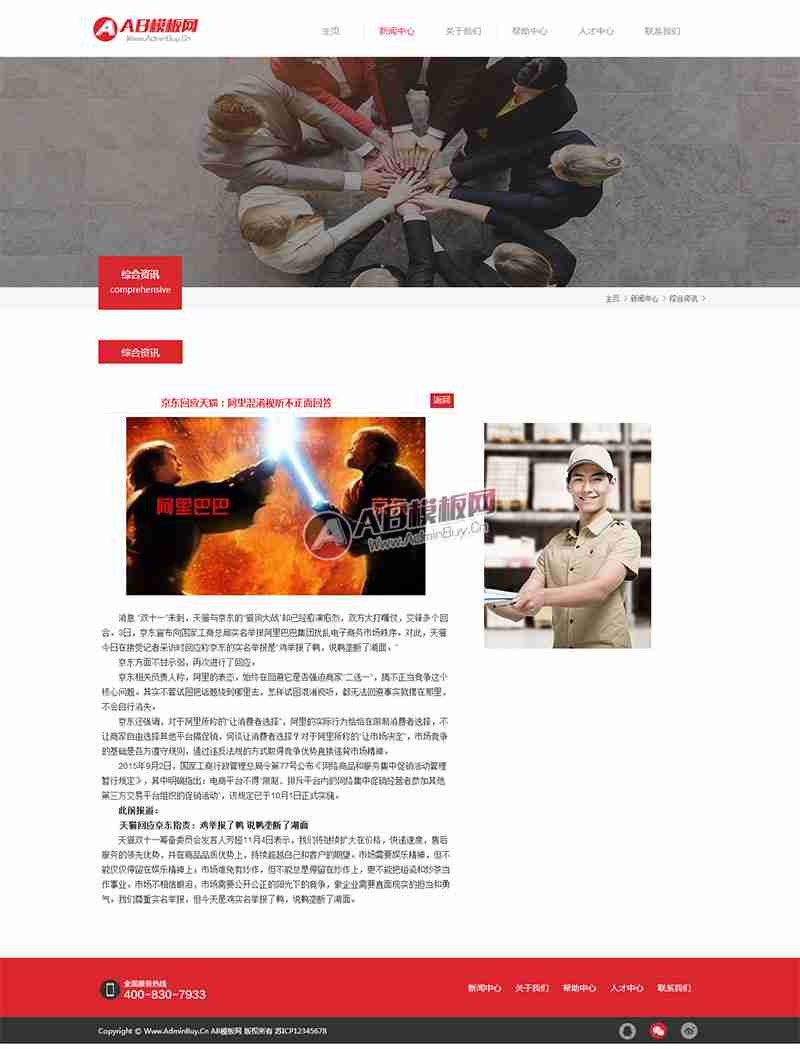 AB模板网
Www.AdminBuy.Cn
主页 新闻中心 关于我们 帮助中心 人才中心 联系我们
综合资讯
comprehensive
主页 > 新闻中心 > 综合资讯 >
综合资讯
京东回应天猫：阿里混淆视听不正面回答
返回
阿里巴巴
京东
AB模板网
Www.AdminBuy.Cn
消息 “双十一”未到，天猫与京东的“猫狗大战”却已经愈演愈烈，双方大打嘴仗，交锋多个回
合。3日，京东宣布向国家工商总局实名举报阿里巴巴集团扰乱电子商务市场秩序。对此，天猫
今日在接受记者采访时回应称京东的实名举报是“鸡举报了鸭，说鸭垄断了湖面。”
京东方面不甘示弱，再次进行了回应。
京东相关负责人称，阿里的表态，始终在回避它是否强迫商家“二选一”，搞不正当竞争这个
核心问题。其实不管试图把话题绕到哪里去，怎样试图混淆视听，都无法回避事实就摆在那里，
不会自行消失。
京东还强调，对于阿里所称的“让消费者选择”，阿里的实际行为恰恰在限制消费者选择，不
让商家自由选择其他平台搞促销，何谈让消费者选择？对于阿里所称的“让市场决定”，市场竞争
的基础是各方遵守规则，通过违反法规的方式取得竞争优势直接违背市场精神。
2015年9月2日，国家工商行政管理总局令第77号公布《网络商品和服务集中促销活动管理
暂行规定》，其中明确指出：电商平台不得“限制、排斥平台内的网络集中促销经营者参加其他
第三方交易平台组织的促销活动”，该规定已于10月1日正式实施。
此前报道：
天猫回应京东指责：鸡举报了鸭 说鸭垄断了湖面
天猫双十一筹备委员会发言人芳超11月4日表示，我们将继续扩大在价格，快递速度，售后
服务的领先优势，并在商品品质优势上，持续超越自己和客户的期望。市场需要娱乐精神，但不
能仅仅停留在娱乐精神上；市场难免有炒作，但不能总是停留在炒作上，更不能把碰瓷和炒茶当
作事业。市场不相信眼泪，市场需要公开公正的阳光下的竞争，象企业需要直面现实的担当和勇
气。我们尊重实名举报，但今天是鸡实名举报了鸭，说鸭垄断了湖面。
全国服务热线
400-830-7933
新闻中心 关于我们 帮助中心 人才中心 联系我们
Copyright © Www.AdminBuy.Cn AB模板网 版权所有 苏ICP12345678